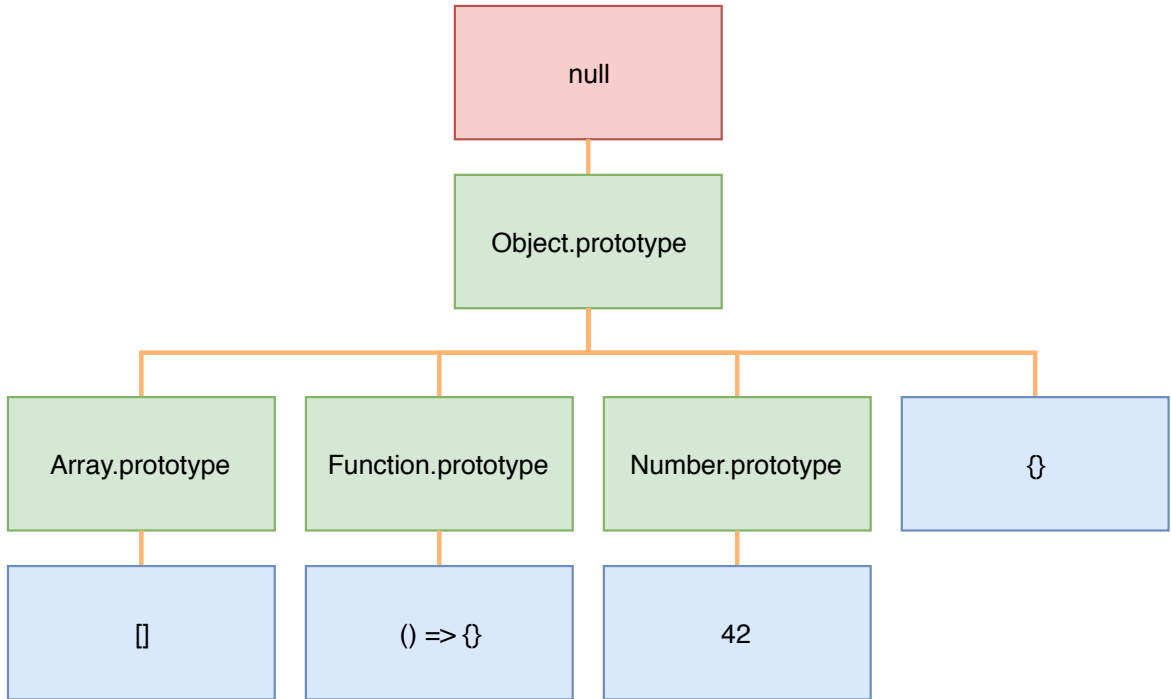 null
Object.prototype
Array.prototype
Function.prototype
Number.prototype
{}
[]
() => {}
42